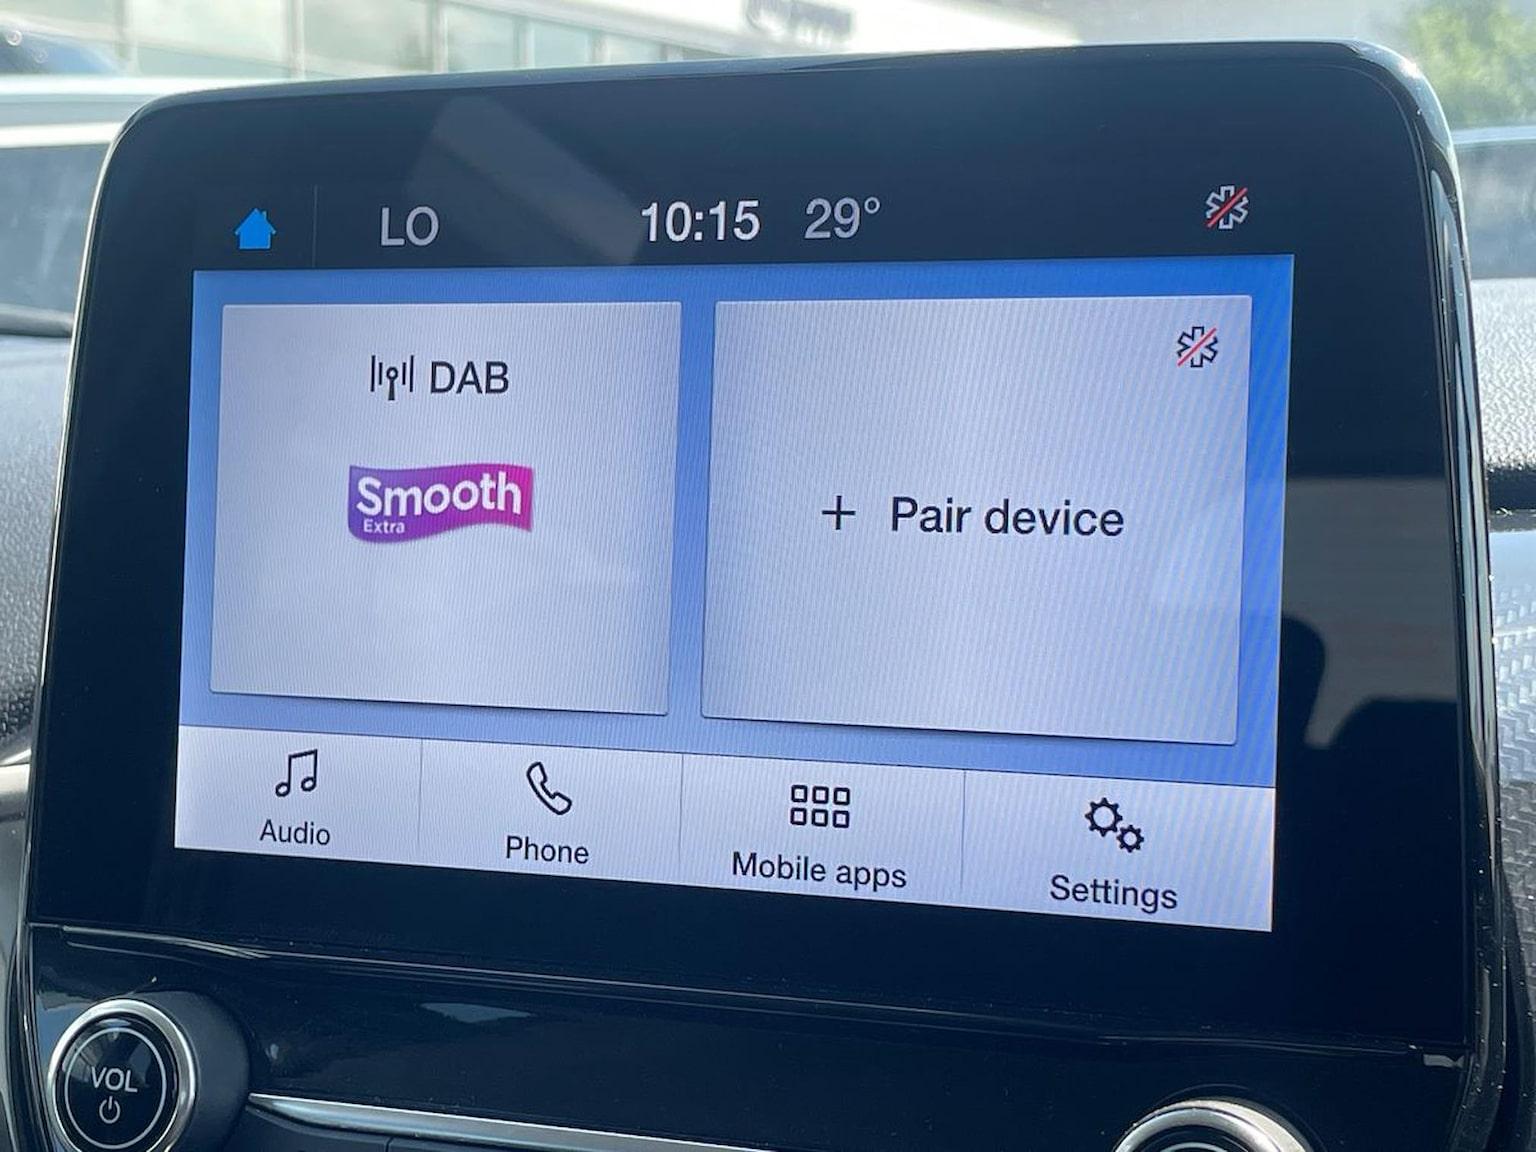 LO 10:15 29°
DAB
Smooth
Extra
+ Pair device
Audio
Phone
Mobile apps
Settings
VOL